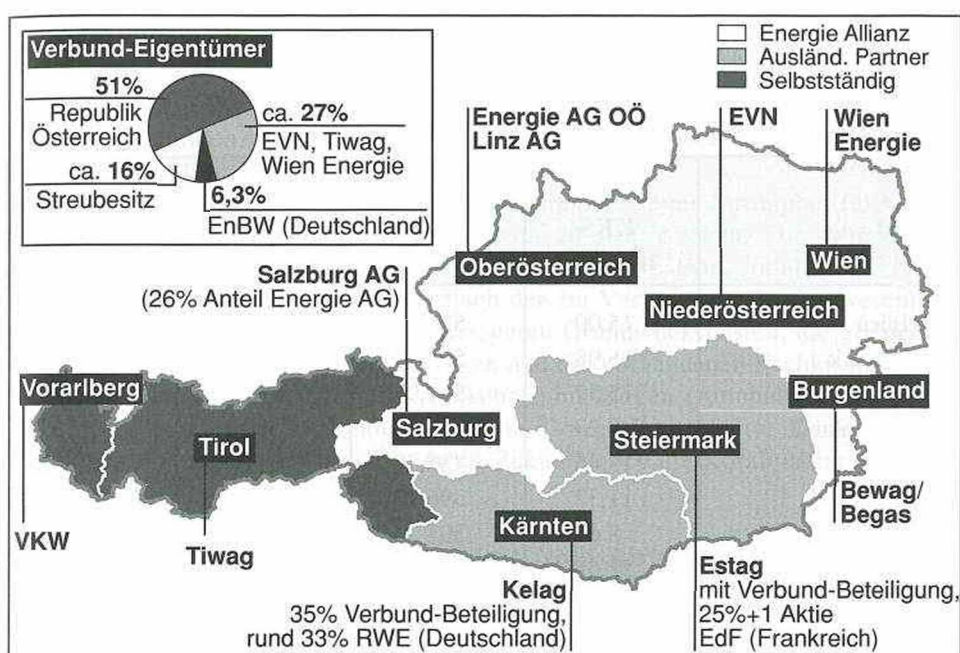 Verbund-Eigentümer
51%
Republik
Österreich
ca. 27%
EVN, Tiwag,
Wien Energie
ca. 16%
Streubesitz
6,3%
EnBW (Deutschland)
Energie Allianz
Ausländ. Partner
Selbstständig
Energie AG OÖ
Linz AG
EVN
Wien
Energie
Oberösterreich
Wien
Niederösterreich
Salzburg AG
(26% Anteil Energie AG)
Vorarlberg
Tirol
Salzburg
Steiermark
Burgenland
Kärnten
VKW
Tiwag
Bewag/
Begas
Kelag
35% Verbund-Beteiligung,
rund 33% RWE (Deutschland)
Estag
mit Verbund-Beteiligung,
25%+1 Aktie
EdF (Frankreich)